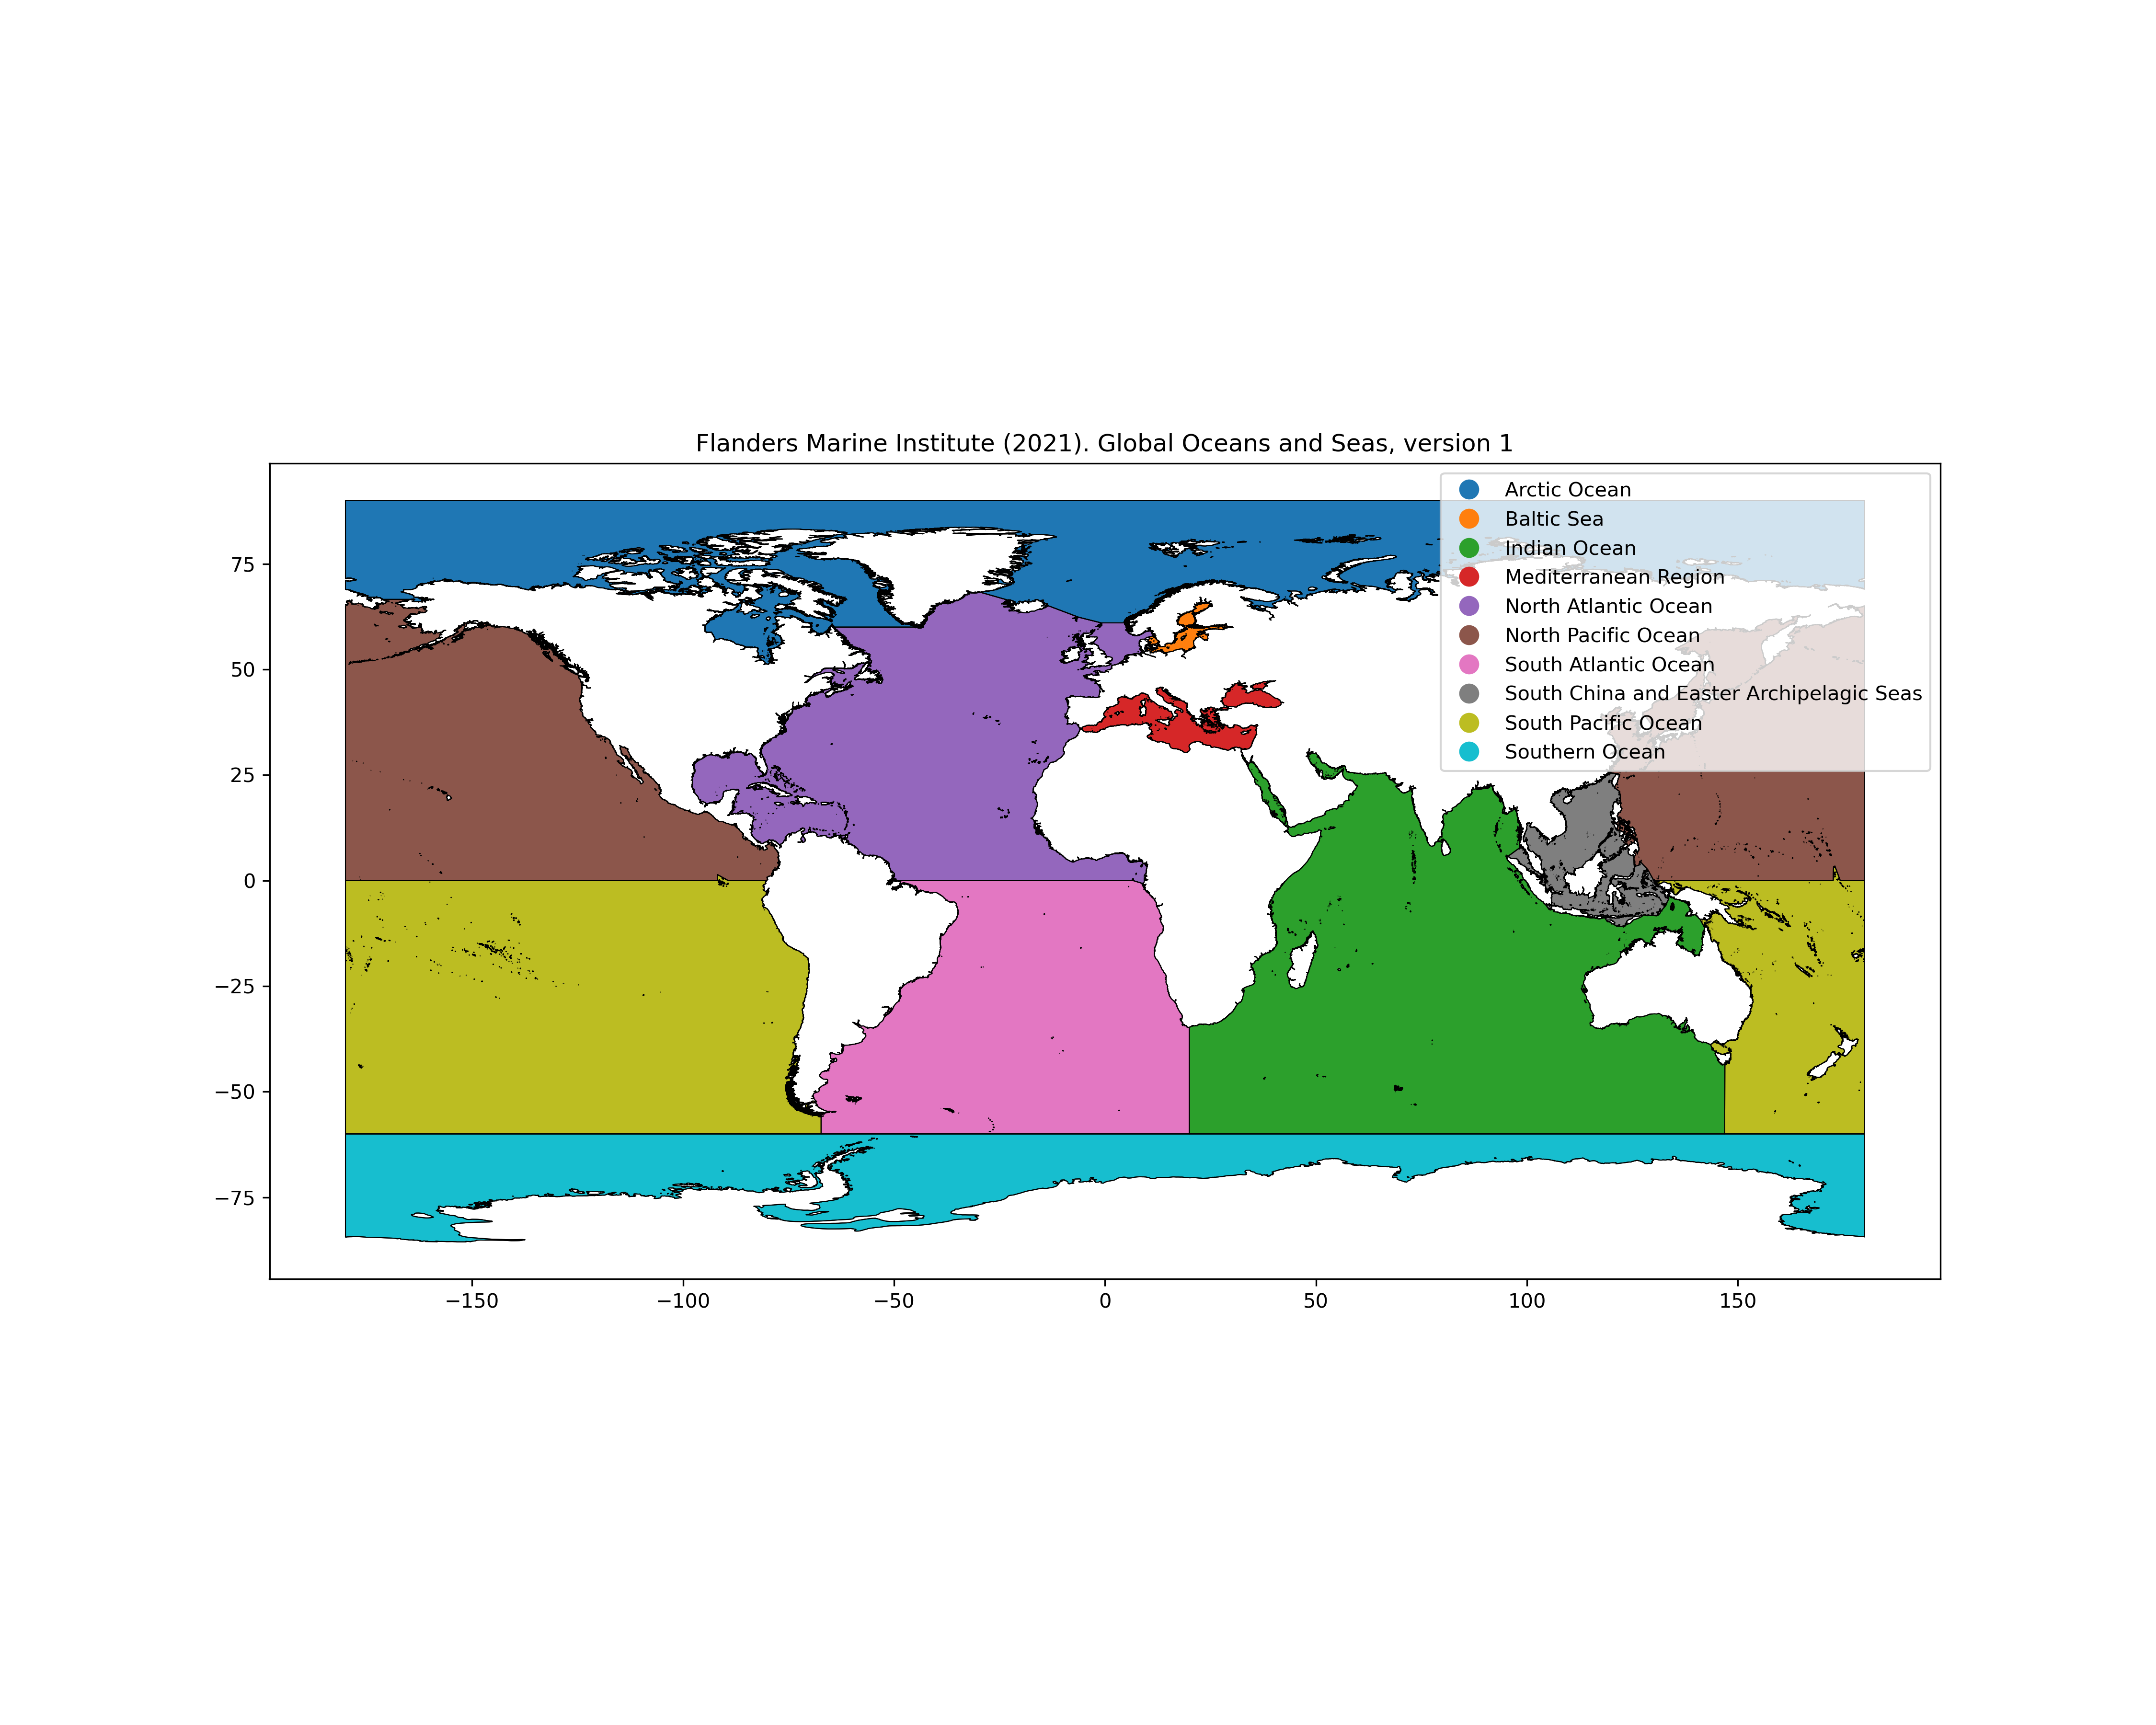 Flanders Marine Institute (2021). Global Oceans and Seas, version 1
Arctic Ocean
Baltic Sea
Indian Ocean
Mediterranean Region
North Atlantic Ocean
North Pacific Ocean
South Atlantic Ocean
South China and Easter Archipelagic Seas
South Pacific Ocean
Southern Ocean
75
50
25
0
−25
−50
−75
−150 −100 −50 0 50 100 150